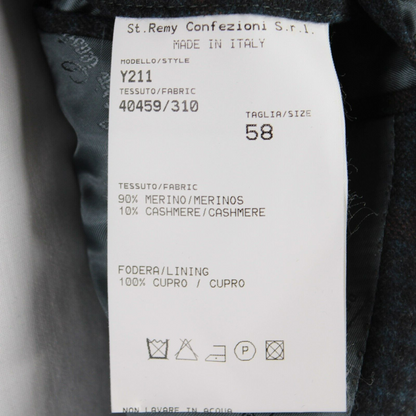 St.Remy Confezioni S.r.l.
MADE IN ITALY
MODELLO/STYLE
Y211
TESSUTO/FABRIC
40459/310
TAGLIA/SIZE
58
TESSUTO/FABRIC
90% MERINO/MERINOS
10% CASHMERE/CASHMERE
FODERA/LINING
100% CUPRO / CUPRO
P
NON LAVARE IN ACQUA